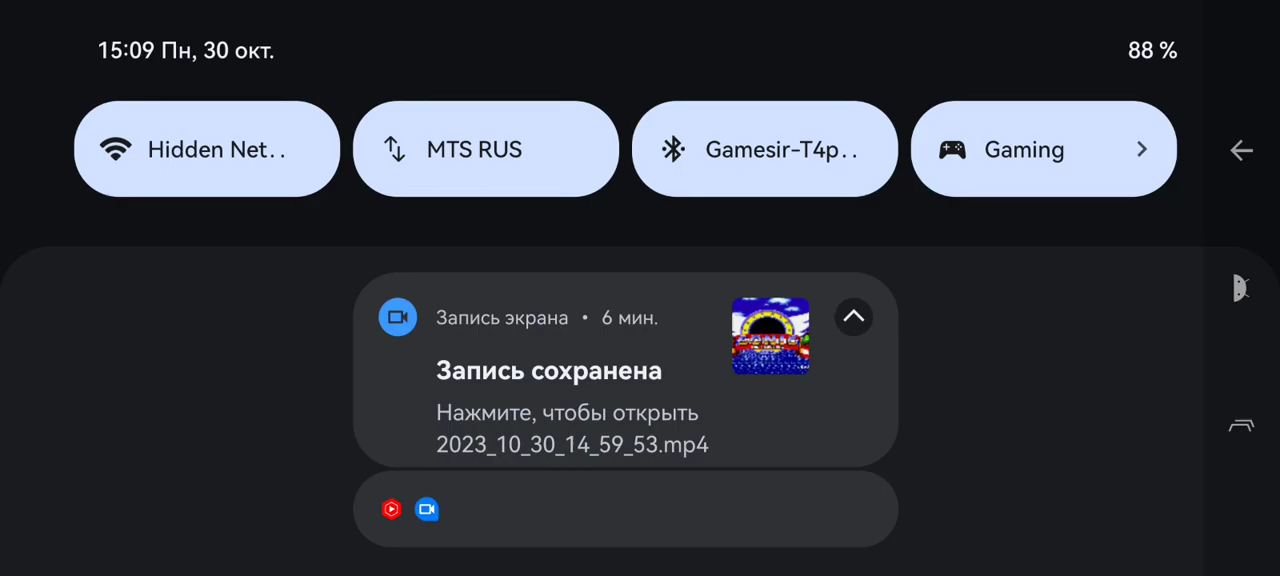 15:09 Пн, 30 окт.
88 %
Hidden Net..
MTS RUS
Gamesir-T4p..
Gaming
Запись экрана • 6 мин.
Запись сохранена
Нажмите, чтобы открыть
2023_10_30_14_59_53.mp4